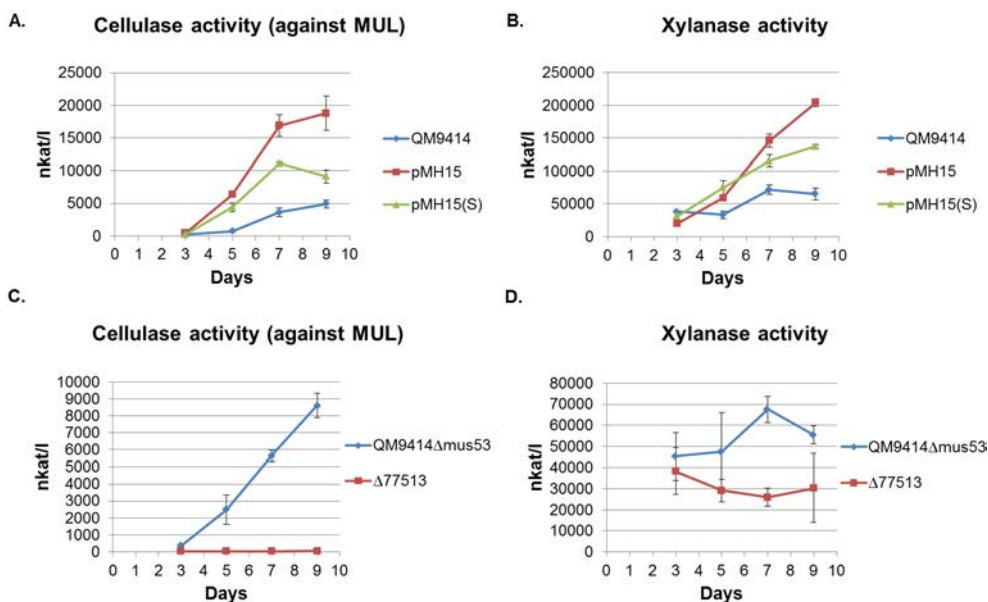 A.
Cellulase activity (against MUL)
25000
20000
15000
10000
5000
0
nkat/l
0 1 2 3 4 5 6 7 8 9 10
Days
QM9414
pMH15
pMH15(S)
B.
Xylanase activity
250000
200000
150000
100000
50000
0
nkat/l
0 1 2 3 4 5 6 7 8 9 10
Days
QM9414
pMH15
pMH15(S)
C.
Cellulase activity (against MUL)
10000
9000
8000
7000
6000
5000
4000
3000
2000
1000
0
nkat/l
0 1 2 3 4 5 6 7 8 9 10
Days
QM9414Δmus53
Δ77513
D.
Xylanase activity
80000
70000
60000
50000
40000
30000
20000
10000
0
nkat/l
0 1 2 3 4 5 6 7 8 9 10
Days
QM9414Δmus53
Δ77513